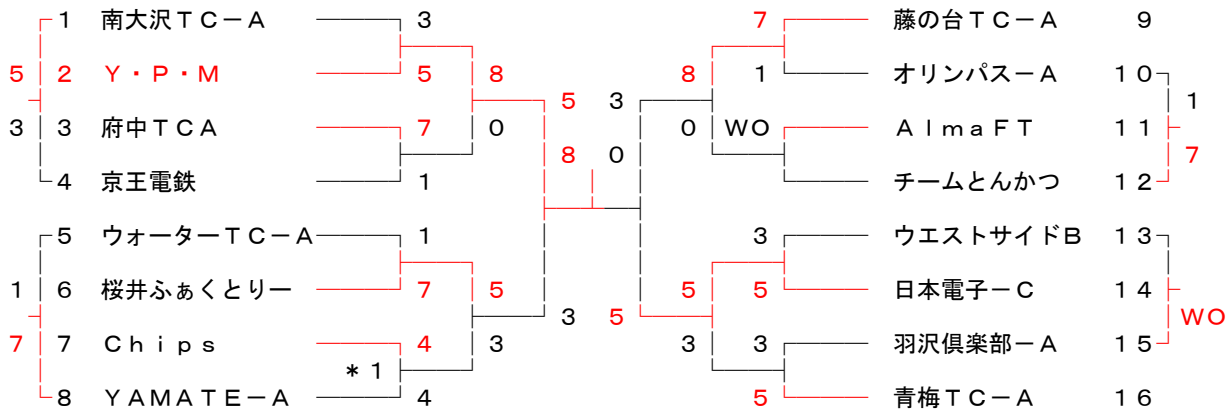 1 南大沢ＴＣ－Ａ 3 7 藤の台ＴＣ－Ａ 9
5 2 Ｙ・Ｐ・Ｍ 5 8 8 1 オリンパス－Ａ 10
5 3 1
3 3 府中ＴＣＡ 7 0 0 WO ＡｌｍａＦＴ 11
8 0 7
4 京王電鉄 1 チームとんかつ 12
5 ウォーターＴＣ－Ａ 1 3 ウエストサイドＢ 13
1 6 桜井ふぁくとりー 7 5 5 5 日本電子－Ｃ 14
3 5 WO
7 7 Ｃｈｉｐｓ 4 3 3 3 羽沢倶楽部－Ａ 15
＊1
8 ＹＡＭＡＴＥ－Ａ 4 5 青梅ＴＣ－Ａ 16